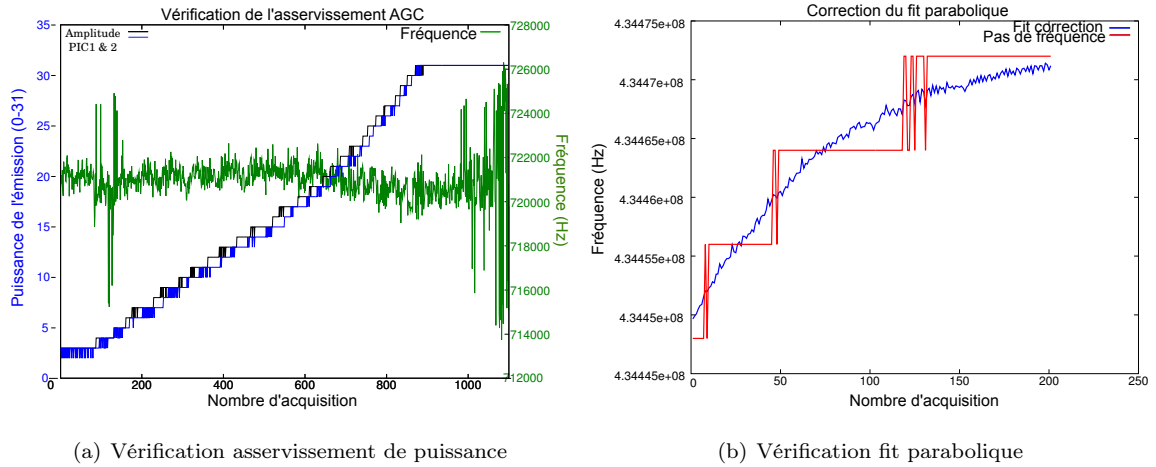 Vérification de l'asservissement AGC
Amplitude
PIC1 & 2
Fréquence
35
30
25
20
15
10
5
0
Puissance de l'émission (0-31)
728000
726000
724000
722000
720000
718000
716000
714000
712000
Fréquence (Hz)
200
400
600
800
1000
Nombre d'acquisition
(a) Vérification asservissement de puissance
Correction du fit parabolique
Fit correction
Pas de fréquence
4.34475e+08
4.3447e+08
4.34465e+08
4.3446e+08
4.34455e+08
4.3445e+08
4.34445e+08
Fréquence (Hz)
0
50
100
150
200
250
Nombre d'acquisition
(b) Vérification fit parabolique